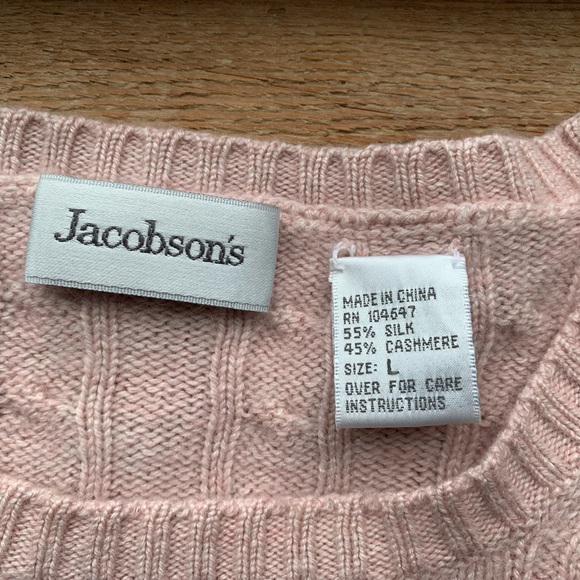 Jacobson's
MADE IN CHINA
RN 104647
55% SILK
45% CASHMERE
SIZE: L
OVER FOR CARE
INSTRUCTIONS